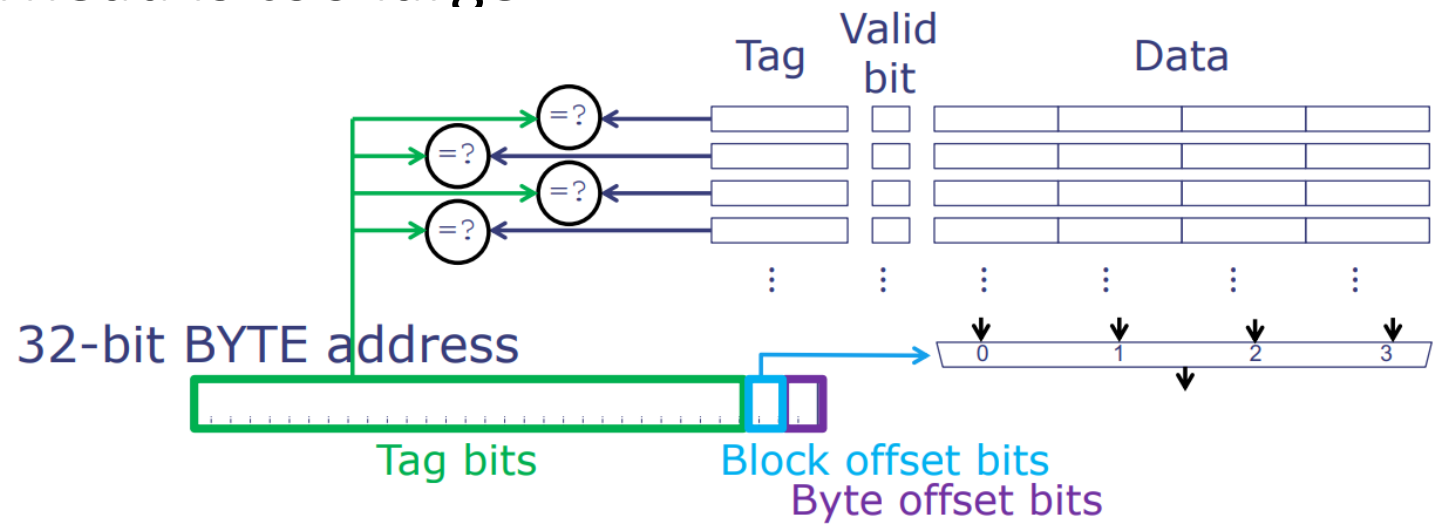 Tag
Valid
bit
Data
=?
=?
=?
=?
32-bit BYTE address
0 1 2 3
Tag bits
Block offset bits
Byte offset bits